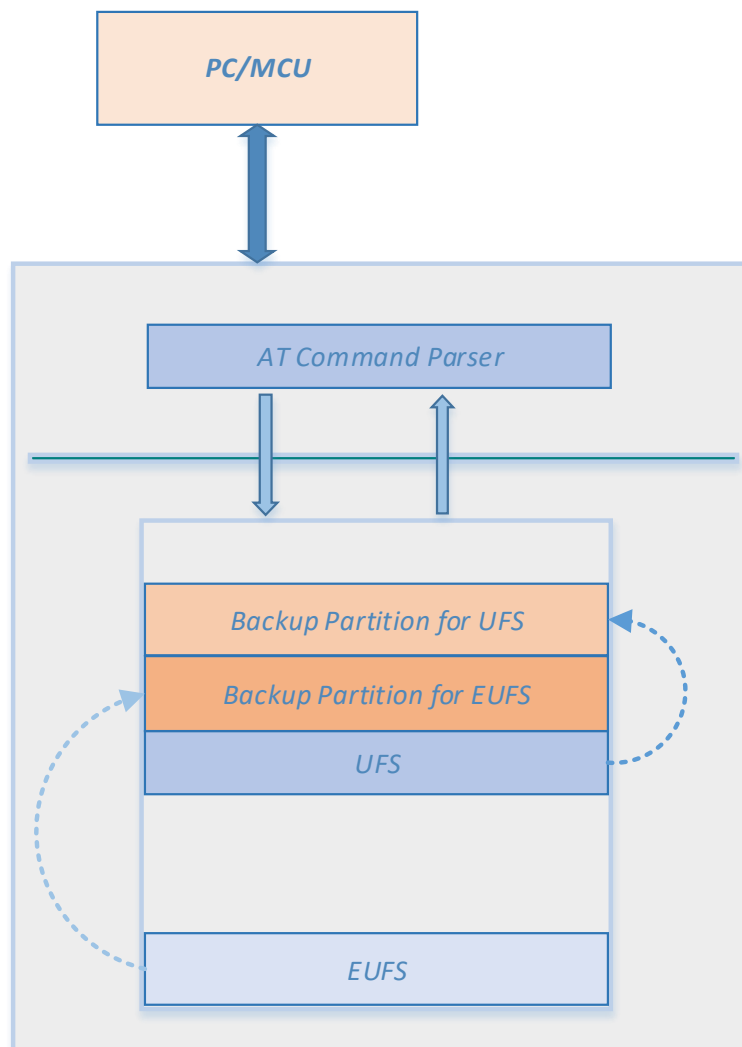 PC/MCU
AT Command Parser
Backup Partition for UFS
Backup Partition for EUFS
UFS
EUFS